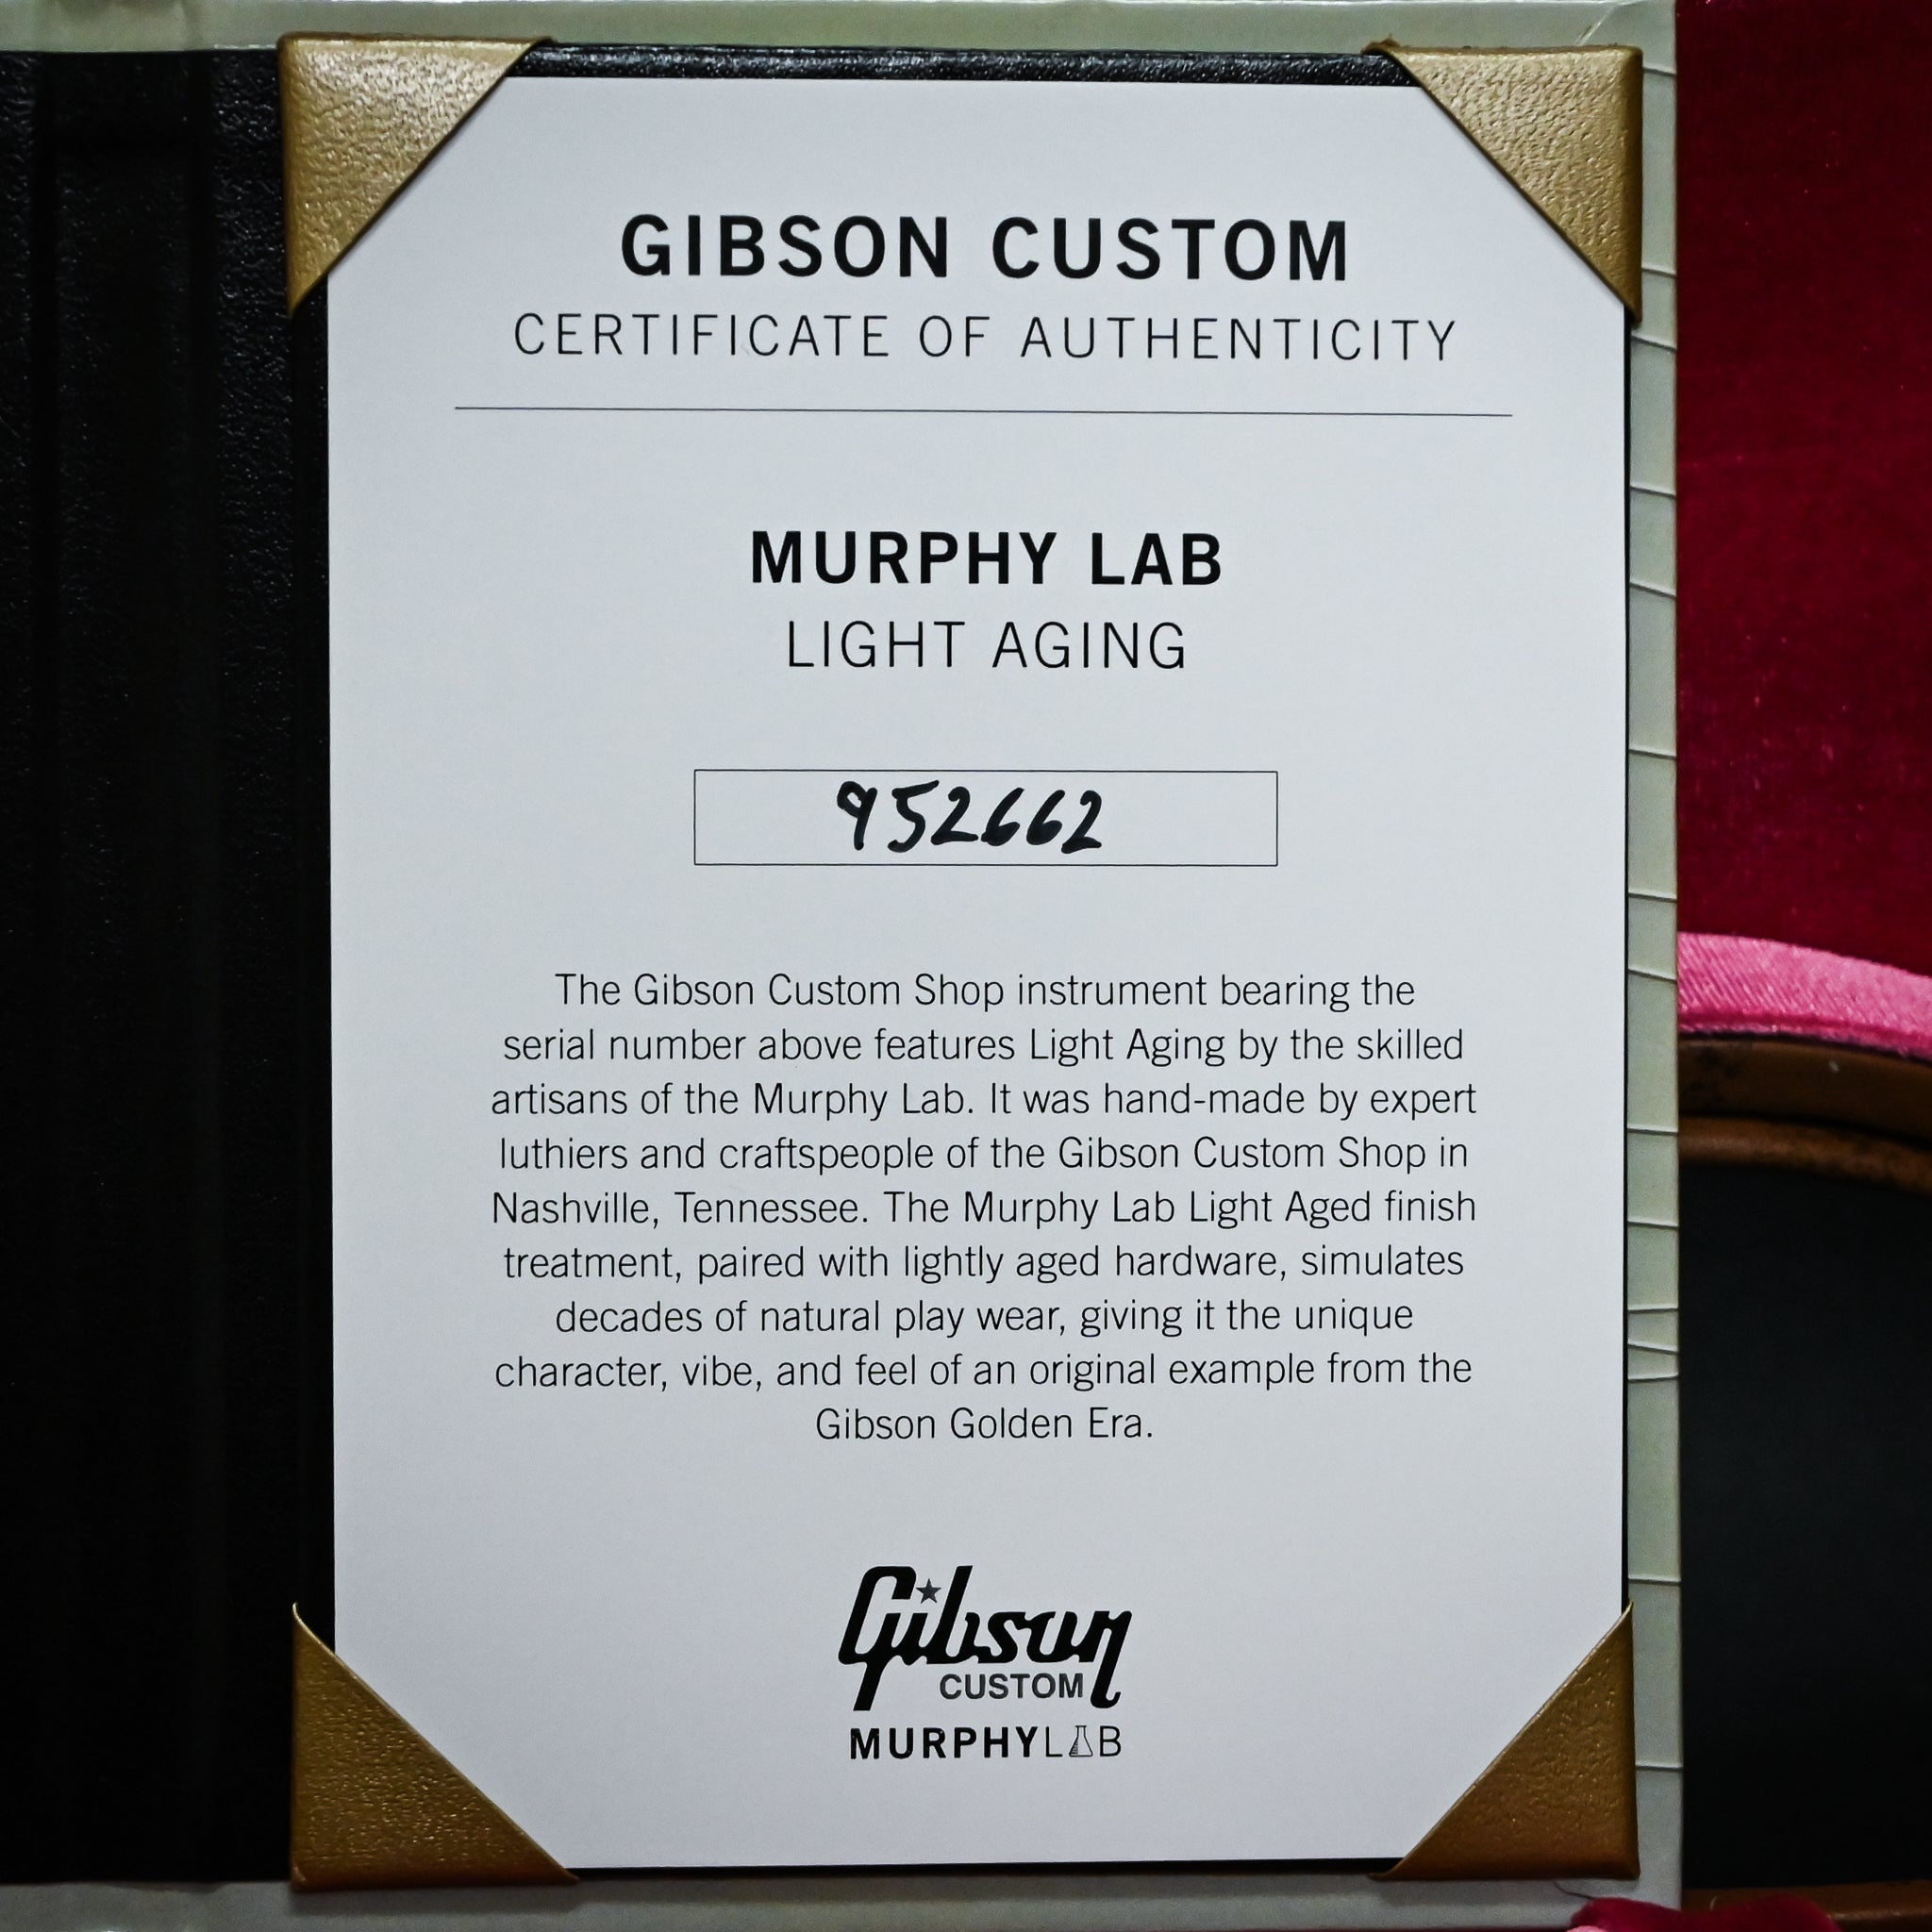 GIBSON CUSTOM
CERTIFICATE OF AUTHENTICITY
MURPHY LAB
LIGHT AGING
952662
The Gibson Custom Shop instrument bearing the
serial number above features Light Aging by the skilled
artisans of the Murphy Lab. It was hand-made by expert
luthiers and craftspeople of the Gibson Custom Shop in
Nashville, Tennessee. The Murphy Lab Light Aged finish
treatment, paired with lightly aged hardware, simulates
decades of natural play wear, giving it the unique
character, vibe, and feel of an original example from the
Gibson Golden Era.
Gibson
CUSTOM
MURPHYLAB